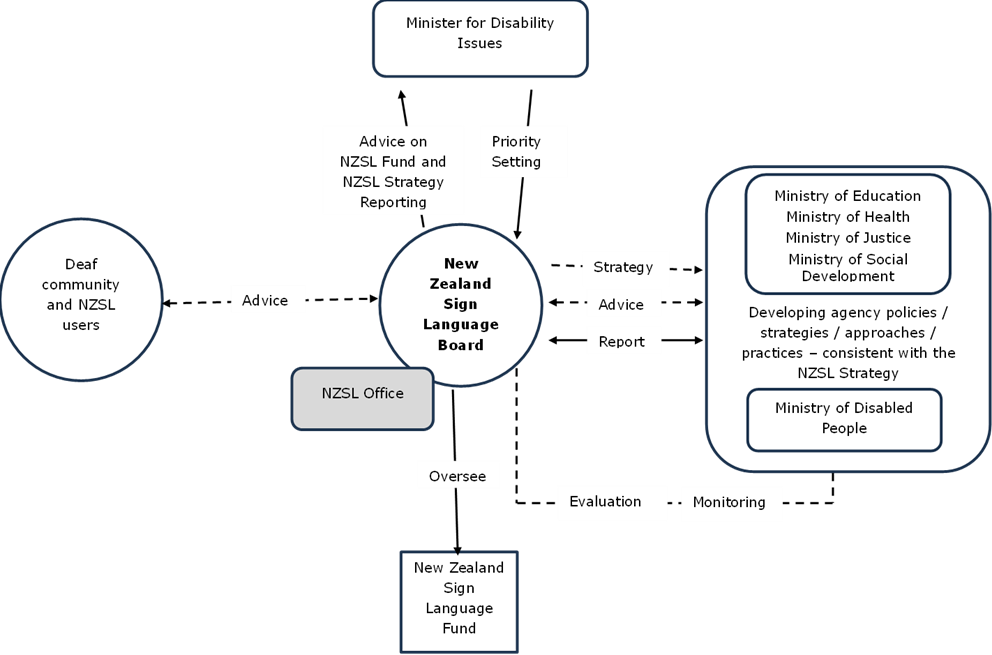 Minister for Disability
Issues
Advice on
NZSL Fund and
NZSL Strategy
Reporting
Priority
Setting
Deaf
community
and NZSL
users
Advice
New
Zealand
Sign
Language
Board
NZSL Office
Strategy
Advice
Report
Ministry of Education
Ministry of Health
Ministry of Justice
Ministry of Social
Development
Developing agency policies /
strategies / approaches /
practices – consistent with the
NZSL Strategy
Ministry of Disabled
People
Oversee
Evaluation
Monitoring
New Zealand
Sign
Language
Fund